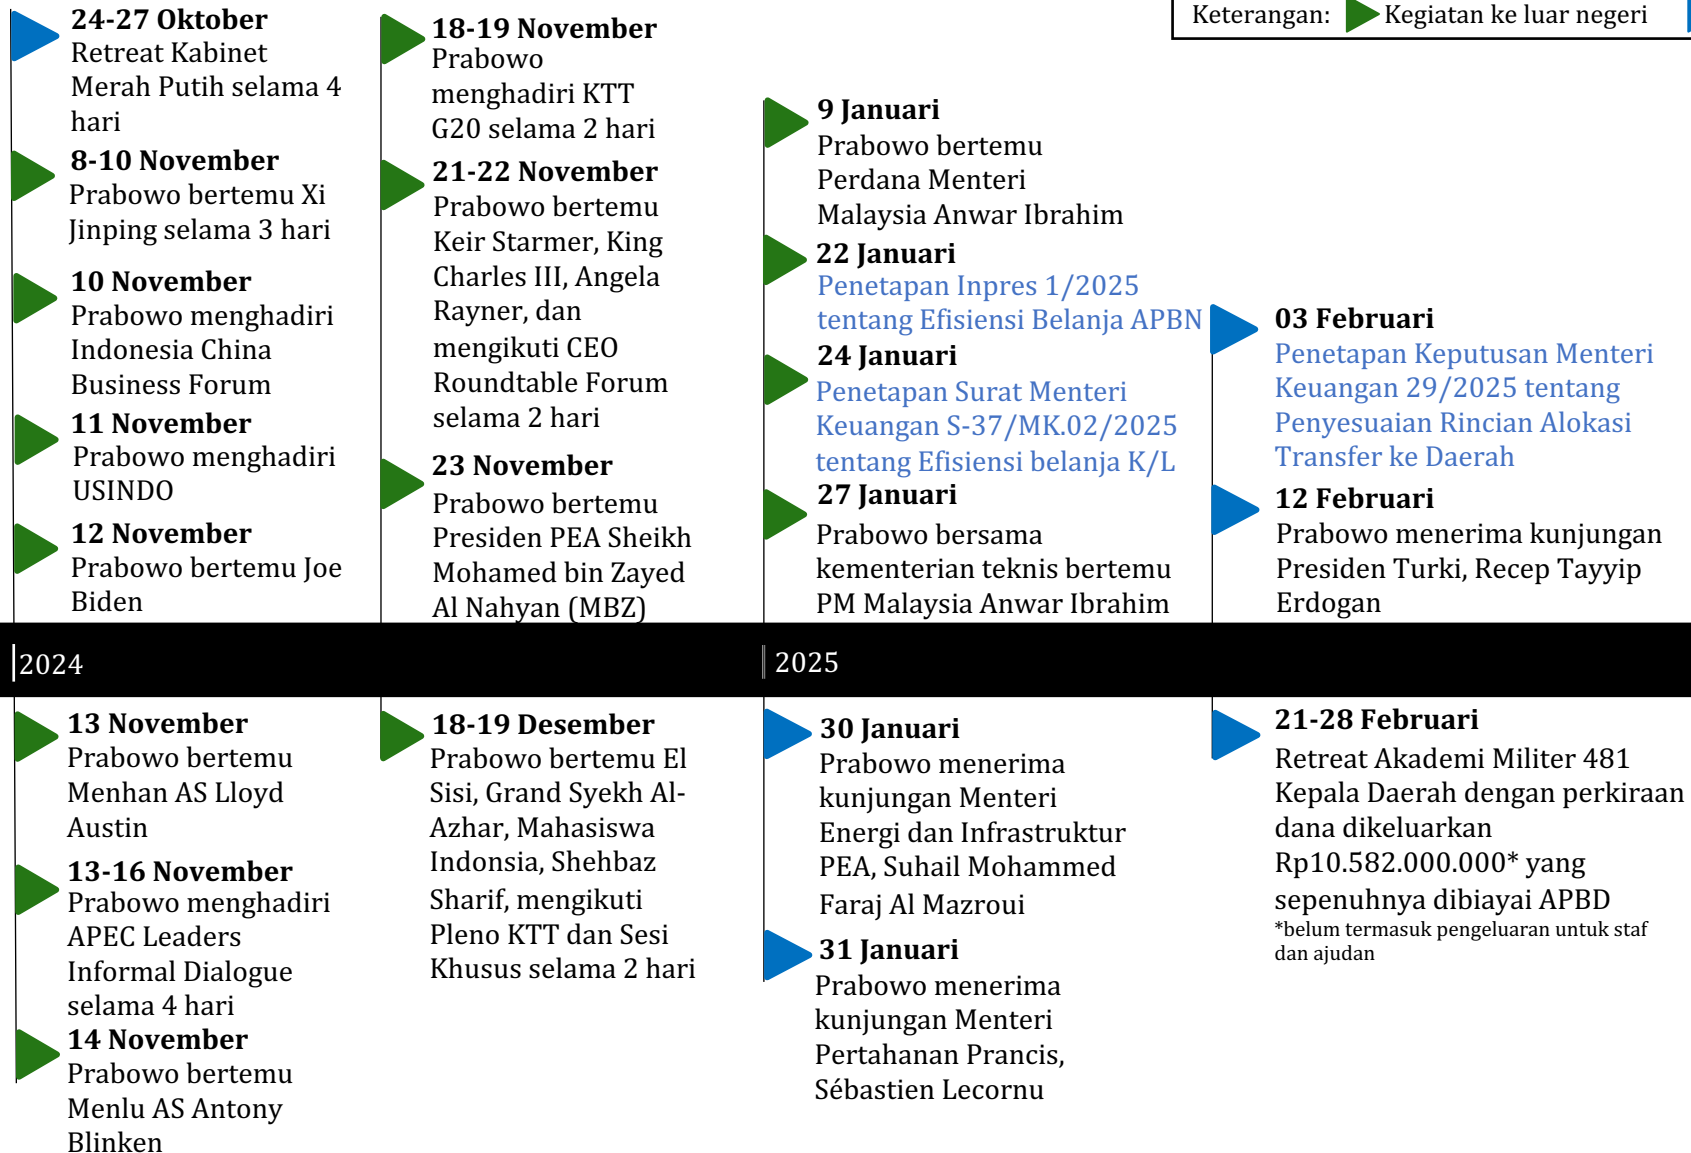 Keterangan: Kegiatan ke luar negeri
24-27 Oktober
Retreat Kabinet
Merah Putih selama 4
hari
8-10 November
Prabowo bertemu Xi
Jinping selama 3 hari
10 November
Prabowo menghadiri
Indonesia China
Business Forum
11 November
Prabowo menghadiri
USINDO
12 November
Prabowo bertemu Joe
Biden
18-19 November
Prabowo
menghadiri KTT
G20 selama 2 hari
21-22 November
Prabowo bertemu
Keir Starmer, King
Charles III, Angela
Rayner, dan
mengikuti CEO
Roundtable Forum
selama 2 hari
23 November
Prabowo bertemu
Presiden PEA Sheikh
Mohamed bin Zayed
Al Nahyan (MBZ)
9 Januari
Prabowo bertemu
Perdana Menteri
Malaysia Anwar Ibrahim
22 Januari
Penetapan Inpres 1/2025
tentang Efisiensi Belanja APBN
24 Januari
Penetapan Surat Menteri
Keuangan S-37/MK.02/2025
tentang Efisiensi belanja K/L
27 Januari
Prabowo bersama
kementerian teknis bertemu
PM Malaysia Anwar Ibrahim
03 Februari
Penetapan Keputusan Menteri
Keuangan 29/2025 tentang
Penyesuaian Rincian Alokasi
Transfer ke Daerah
12 Februari
Prabowo menerima kunjungan
Presiden Turki, Recep Tayyip
Erdogan
2024
2025
13 November
Prabowo bertemu
Menhan AS Lloyd
Austin
13-16 November
Prabowo menghadiri
APEC Leaders
Informal Dialogue
selama 4 hari
14 November
Prabowo bertemu
Menlu AS Antony
Blinken
18-19 Desember
Prabowo bertemu El
Sisi, Grand Syekh Al-
Azhar, Mahasiswa
Indonsia, Shehbaz
Sharif, mengikuti
Pleno KTT dan Sesi
Khusus selama 2 hari
30 Januari
Prabowo menerima
kunjungan Menteri
Energi dan Infrastruktur
PEA, Suhail Mohammed
Faraj Al Mazroui
31 Januari
Prabowo menerima
kunjungan Menteri
Pertahanan Prancis,
Sébastien Lecornu
21-28 Februari
Retreat Akademi Militer 481
Kepala Daerah dengan perkiraan
dana dikeluarkan
Rp10.582.000.000* yang
sepenuhnya dibiayai APBD
*belum termasuk pengeluaran untuk staf
dan ajudan